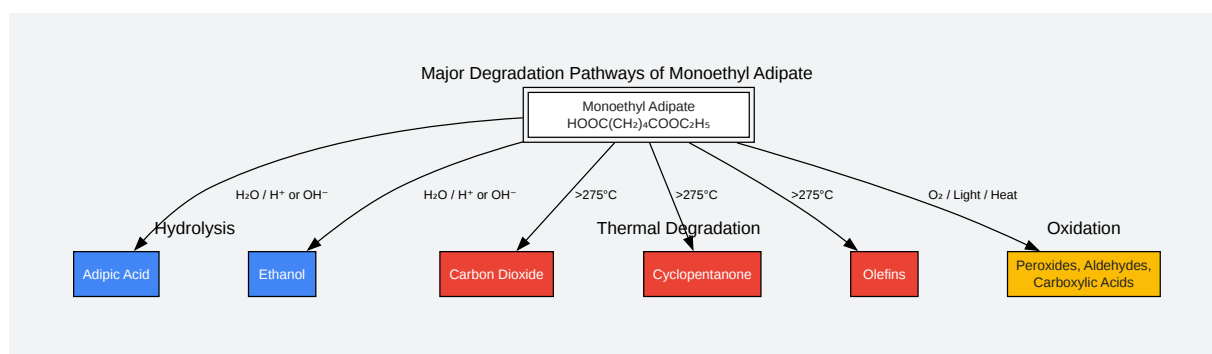 Major Degradation Pathways of Monoethyl Adipate
Monoethyl Adipate
HOOC(CH₂)₄COOC₂H₅
H₂O / H⁺ or OH⁻
H₂O / H⁺ or OH⁻
>275°C
>275°C
>275°C
O₂ / Light / Heat
Hydrolysis
Thermal Degradation
Oxidation
Adipic Acid
Ethanol
Carbon Dioxide
Cyclopentanone
Olefins
Peroxides, Aldehydes,
Carboxylic Acids